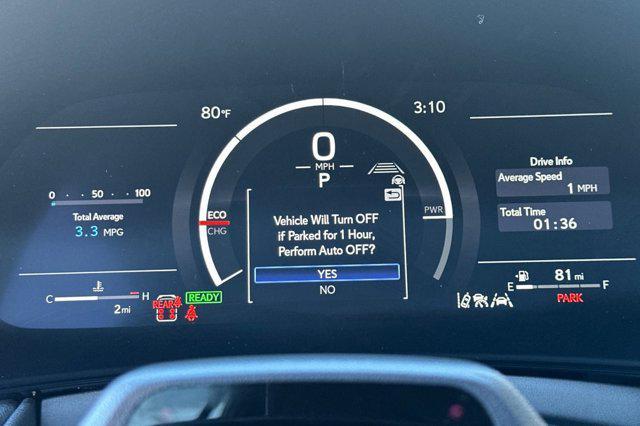 80°F
3:10
0 50 100
Total Average
3.3 MPG
0
MPH
P
ECO
CHG
PWR
Vehicle Will Turn OFF
if Parked for 1 Hour,
Perform Auto OFF?
YES
NO
Drive Info
Average Speed
1 MPH
Total Time
01:36
C H
2mi
REAR
READY
81 mi
E F
PARK